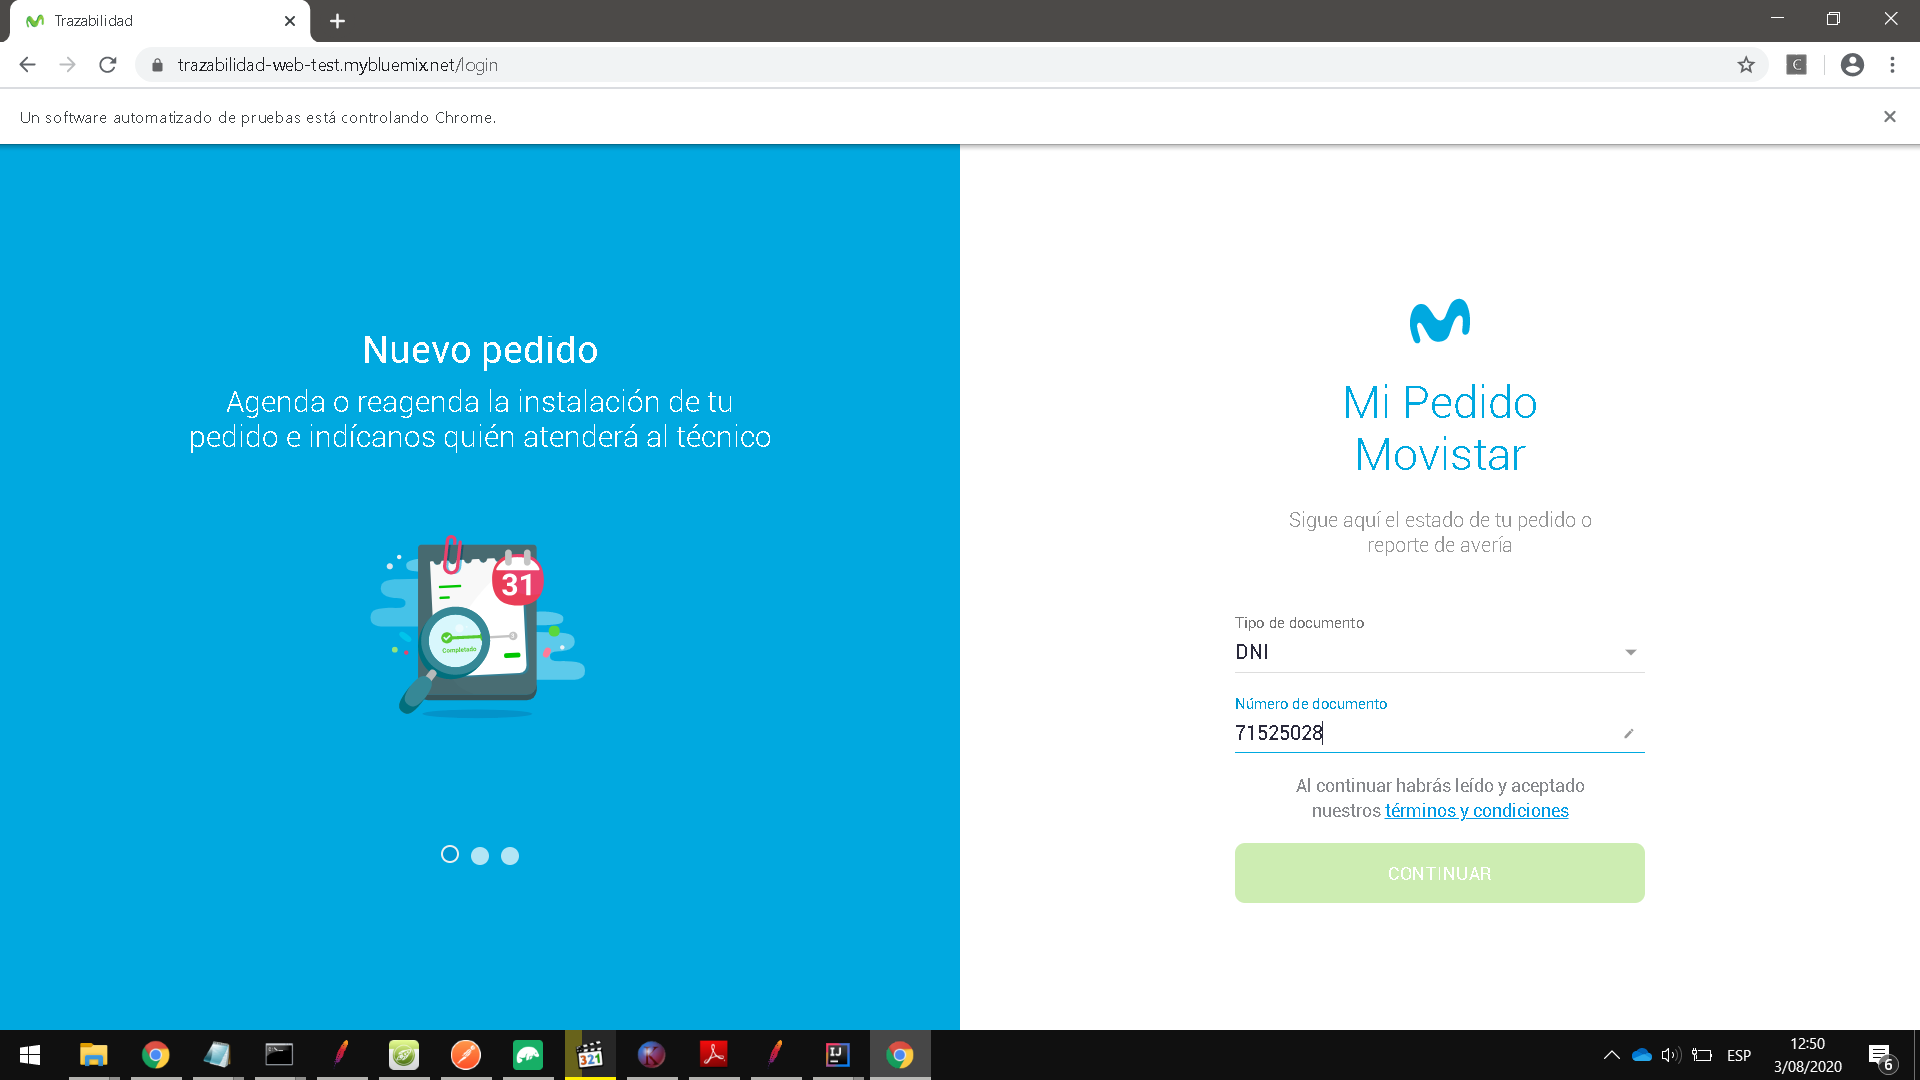 Trazabilidad
trazabilidad-web-test.mybluemix.net/login
Un software automatizado de pruebas está controlando Chrome.
Nuevo pedido
Agenda o reagenda la instalación de tu
pedido e indícanos quién atenderá al técnico
31
Completado
Mi Pedido
Movistar
Sigue aquí el estado de tu pedido o
reporte de avería
Tipo de documento
DNI
Número de documento
71525028
Al continuar habrás leído y aceptado
nuestros términos y condiciones
CONTINUAR
321
K
IJ
ESP
12:50
3/08/2020
6